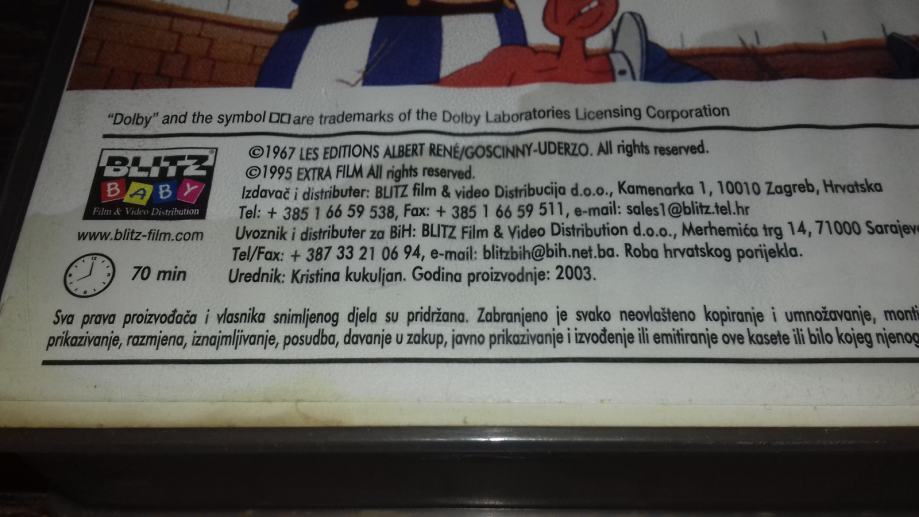 "Dolby" and the symbol are trademarks of the Dolby Laboratories Licensing Corporation
BLITZ
BABY
Film & Video Distribution
www.blitz-film.com
70 min
©1967 LES EDITIONS ALBERT RENÉ/GOSCINNY-UDERZO. All rights reserved.
©1995 EXTRA FILM All rights reserved.
Izdavač i distributer: BLITZ film & video Distribucija d.o.o., Kamenarka 1, 10010 Zagreb, Hrvatska
Tel: + 385 1 66 59 538, Fax: + 385 1 66 59 511, e-mail: sales1@blitz.tel.hr
Uvoznik i distributer za BiH: BLITZ Film & Video Distribution d.o.o., Merhemića trg 14, 71000 Sarajevo
Tel/Fax: + 387 33 21 06 94, e-mail: blitzbih@bih.net.ba. Roba hrvatskog porijekla.
Urednik: Kristina kukuljan. Godina proizvodnje: 2003.
Sva prava proizvođača i vlasnika snimljenog djela su pridržana. Zabranjeno je svako neovlašteno kopiranje i umnožavanje, monti
prikazivanje, razmjena, iznajmljivanje, posudba, davanje u zakup, javno prikazivanje i izvođenje ili emitiranje ove kasete ili bilo kojeg njenog